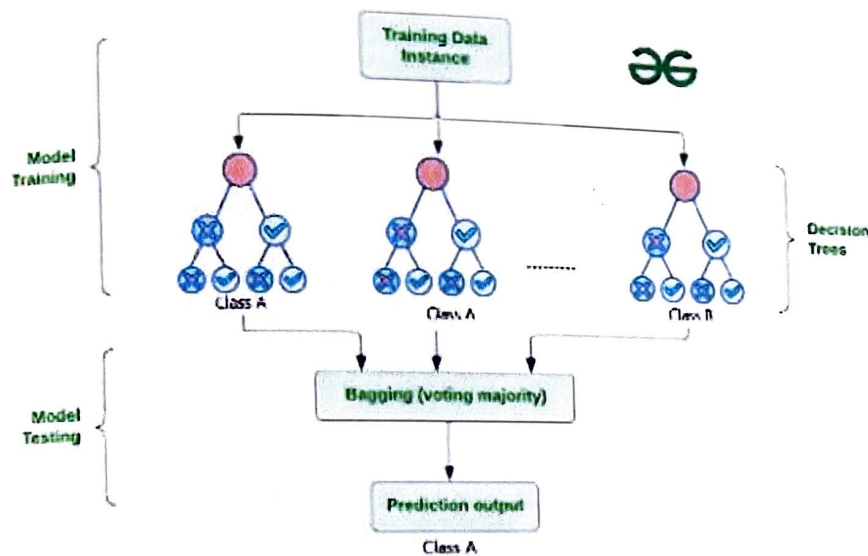 Training Data
Instance
Model
Training
Decision
Trees
Class A
Class A
........
Class B
Bagging (voting majority)
Model
Testing
Prediction output
Class A